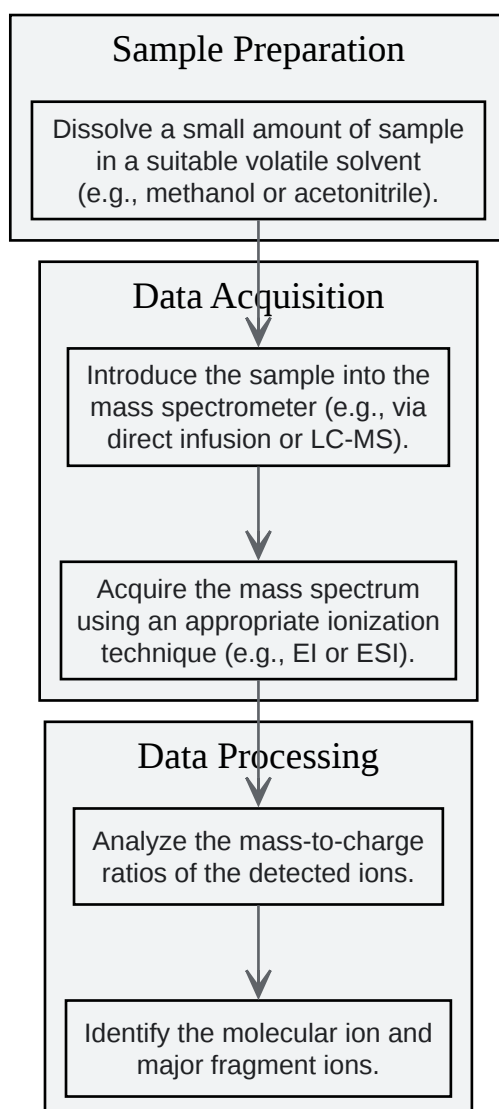 Sample Preparation
Dissolve a small amount of sample
in a suitable volatile solvent
(e.g., methanol or acetonitrile).
Data Acquisition
Introduce the sample into the
mass spectrometer (e.g., via
direct infusion or LC-MS).
Acquire the mass spectrum
using an appropriate ionization
technique (e.g., EI or ESI).
Data Processing
Analyze the mass-to-charge
ratios of the detected ions.
Identify the molecular ion and
major fragment ions.